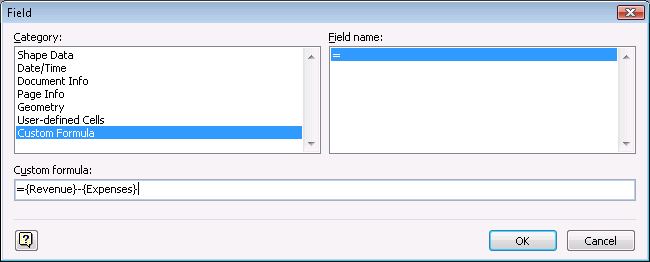 Field
Category:
Field name:
Shape Data
Date/Time
Document Info
Page Info
Geometry
User-defined Cells
Custom Formula
=
Custom formula:
={Revenue}-{Expenses}
?
OK
Cancel